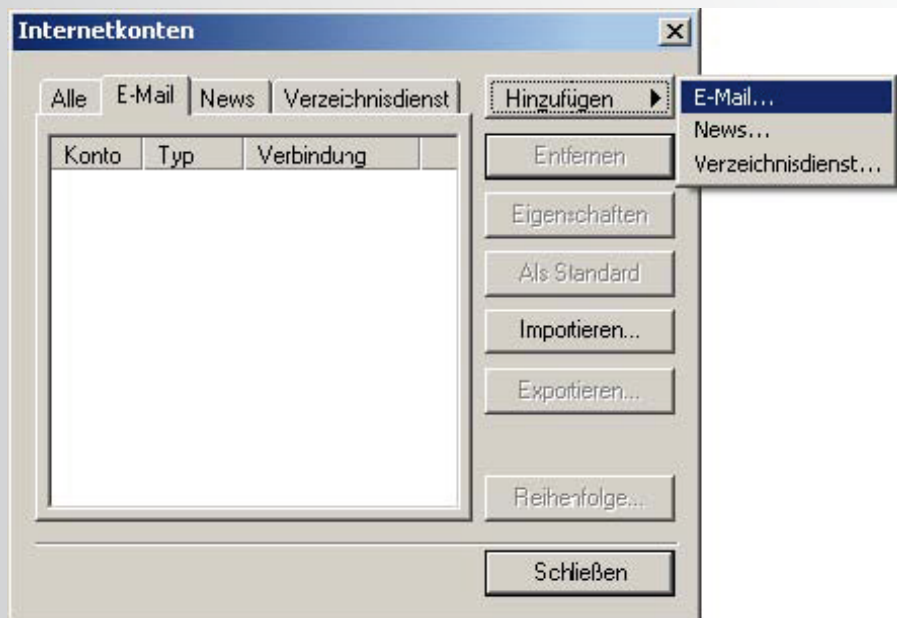 Internetkonten
Alle E-Mail News Verzeichnisdienst
Konto Typ Verbindung
Hinzufügen
Entfernen
Eigenschaften
Als Standard
Importieren...
Exportieren...
Reihenfolge...
Schließen
E-Mail...
News...
Verzeichnisdienst...